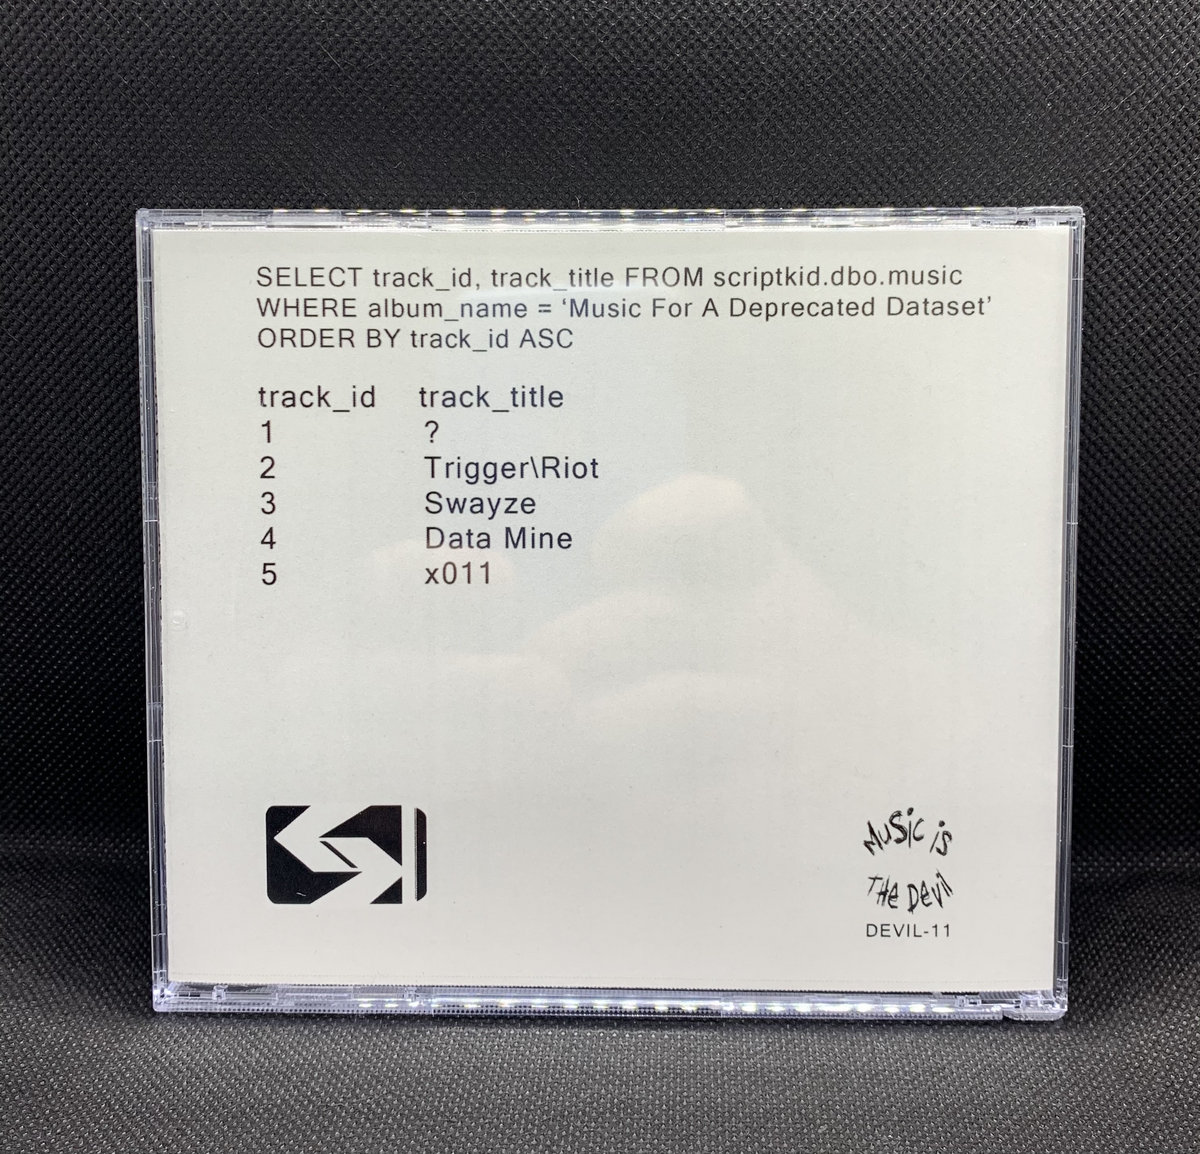 SELECT track_id, track_title FROM scriptkid.dbo.music
WHERE album_name = ‘Music For A Deprecated Dataset’
ORDER BY track_id ASC
track_id track_title
1 ?
2 Trigger\Riot
3 Swayze
4 Data Mine
5 x011
MuSiC iS
THe DeviL
DEVIL-11